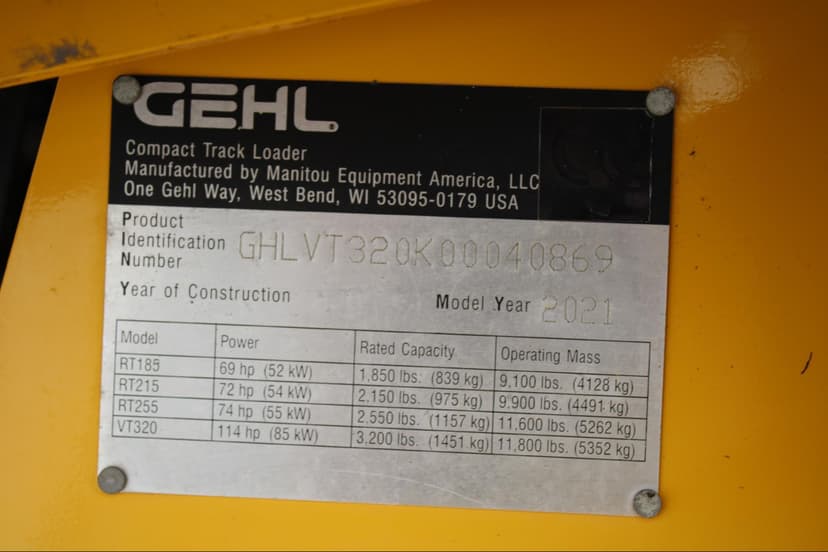 GEHL
Compact Track Loader
Manufactured by Manitou Equipment America, LLC
One Gehl Way, West Bend, WI 53095-0179 USA
Product
Identification GHLVT320K00040869
Number
Year of Construction Model Year 2021
Model Power Rated Capacity Operating Mass
RT185 69 hp (52 kW) 1,850 lbs. (839 kg) 9,100 lbs. (4128 kg)
RT215 72 hp (54 kW) 2,150 lbs. (975 kg) 9,900 lbs. (4491 kg)
RT255 74 hp (55 kW) 2,550 lbs. (1157 kg) 11,600 lbs. (5262 kg)
VT320 114 hp (85 kW) 3,200 lbs. (1451 kg) 11,800 lbs. (5352 kg)